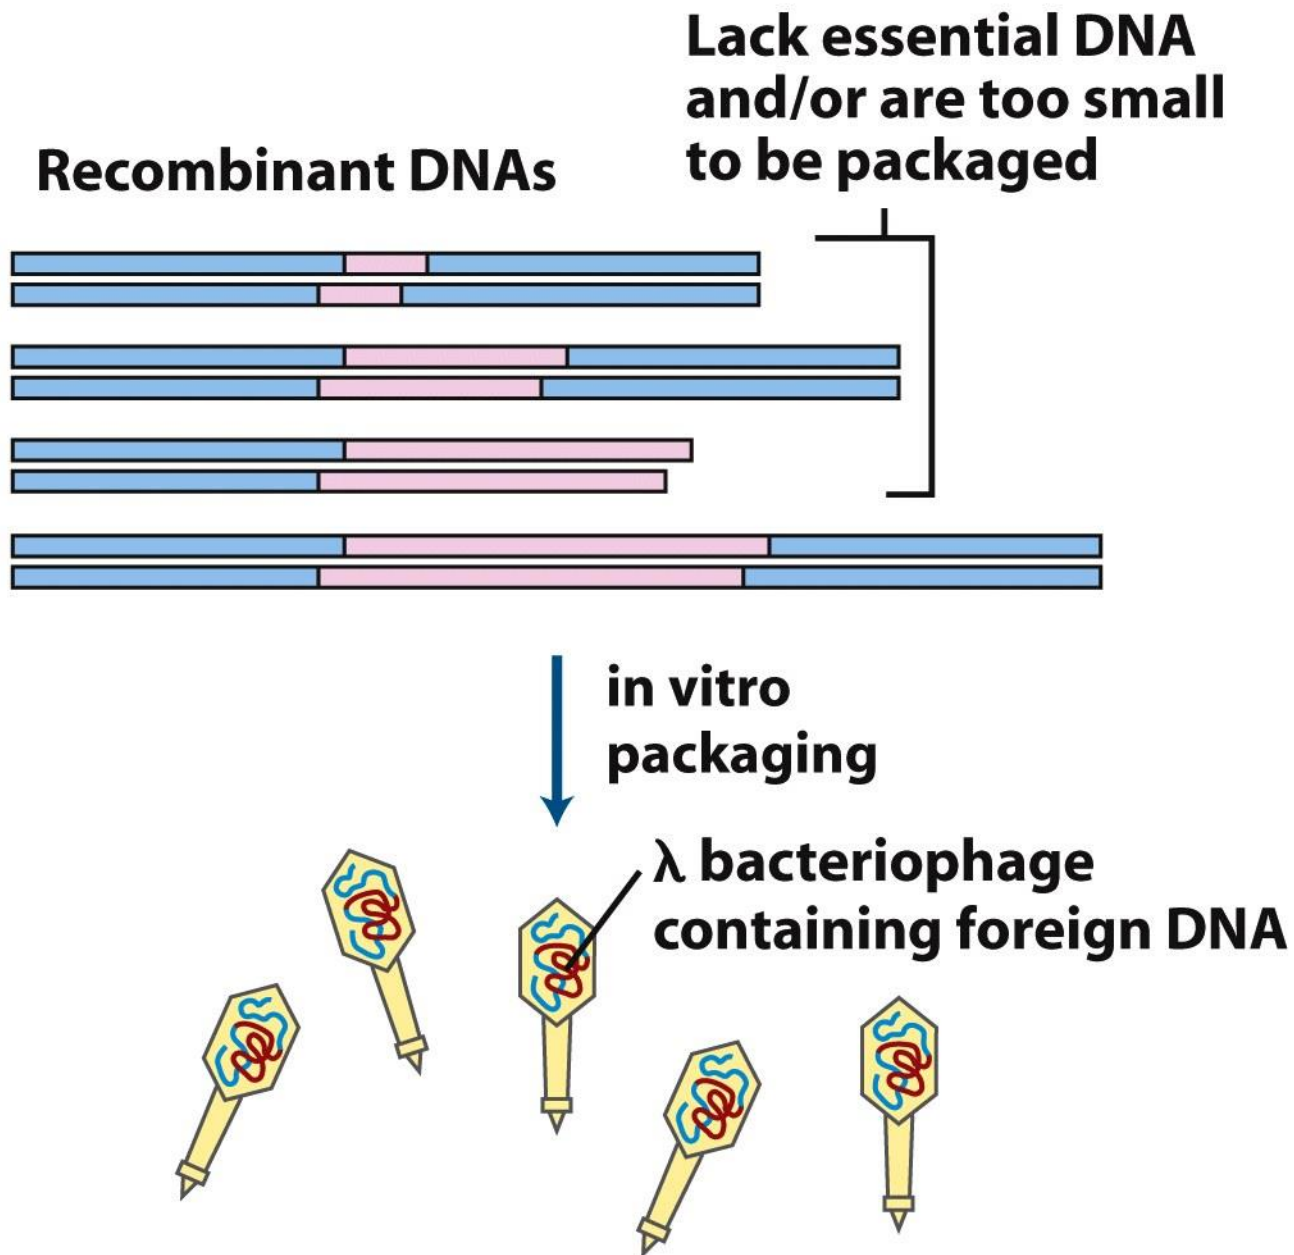 Lack essential DNA
and/or are too small
to be packaged
Recombinant DNAs
in vitro
packaging
λ bacteriophage
containing foreign DNA